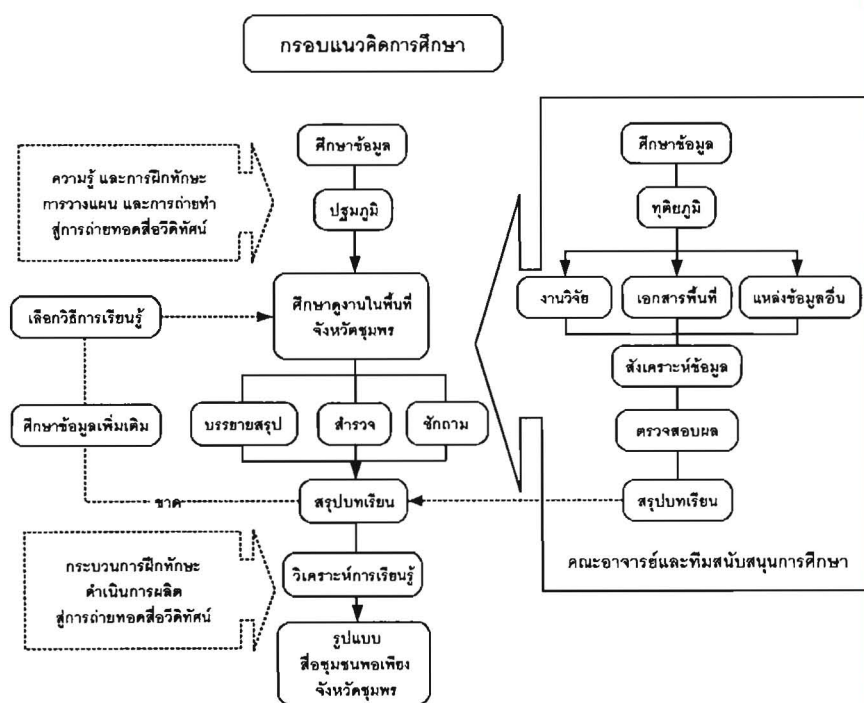 กรอบแนวคิดการศึกษา
ความรู้ และการฝึกทักษะ
การวางแผน และการถ่ายทำ
สู่การถ่ายทอดสื่อวีดิทัศน์
ศึกษาข้อมูล
ปฐมภูมิ
ศึกษาดูงานในพื้นที่
จังหวัดชุมพร
เลือกวิธีการเรียนรู้
ศึกษาข้อมูลเพิ่มเติม
บรรยายสรุป
สำรวจ
ซักถาม
ขาด
สรุปบทเรียน
กระบวนการฝึกทักษะ
ดำเนินการผลิต
สู่การถ่ายทอดสื่อวีดิทัศน์
วิเคราะห์การเรียนรู้
รูปแบบ
สื่อชุมชนพอเพียง
จังหวัดชุมพร
ศึกษาข้อมูล
ทุติยภูมิ
งานวิจัย
เอกสารพื้นที่
แหล่งข้อมูลอื่น
สังเคราะห์ข้อมูล
ตรวจสอบผล
สรุปบทเรียน
คณะอาจารย์และทีมสนับสนุนการศึกษา